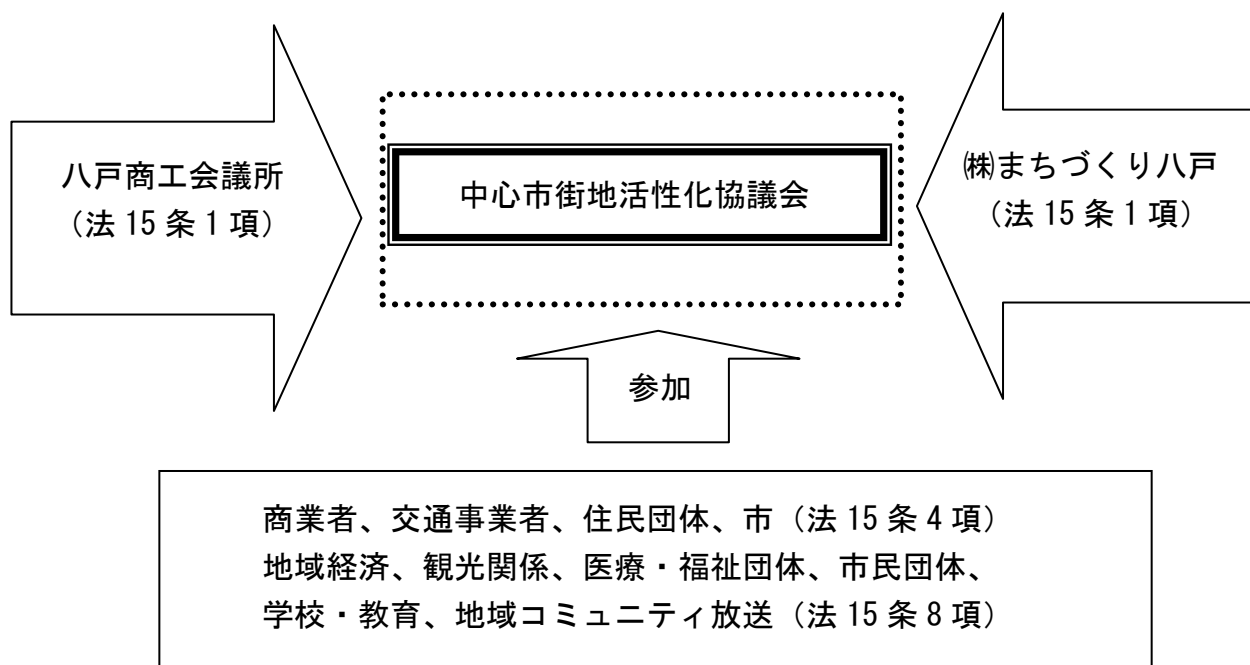 八戸商工会議所
(法 15 条 1 項)
中心市街地活性化協議会
㈱まちづくり八戸
(法 15 条 1 項)
参加
商業者、交通事業者、住民団体、市(法 15 条 4 項)
地域経済、観光関係、医療・福祉団体、市民団体、
学校・教育、地域コミュニティ放送(法 15 条 8 項)